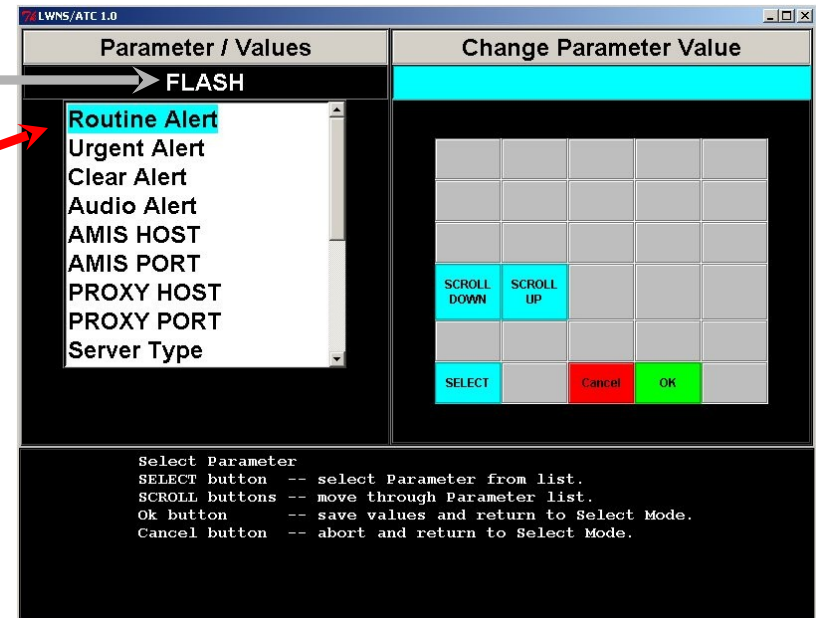 LWNS/ATC 1.0
Parameter / Values
Change Parameter Value
FLASH
Routine Alert
Urgent Alert
Clear Alert
Audio Alert
AMIS HOST
AMIS PORT
PROXY HOST
PROXY PORT
Server Type
SCROLL DOWN
SCROLL UP
SELECT
Cancel
OK
Select Parameter
SELECT button -- select Parameter from list.
SCROLL buttons -- move through Parameter list.
Ok button -- save values and return to Select Mode.
Cancel button -- abort and return to Select Mode.